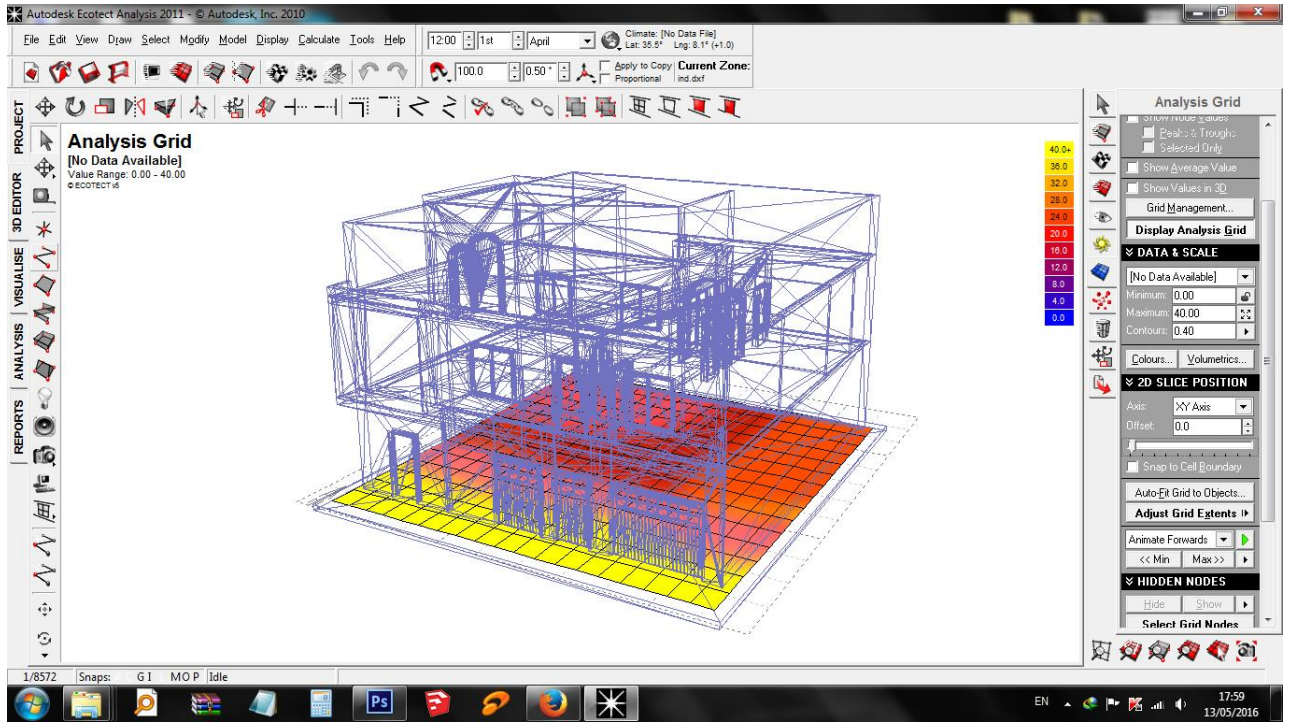 Autodesk Ecotect Analysis 2011 - © Autodesk, Inc. 2010
File Edit View Draw Select Modify Model Display Calculate Tools Help
12:00 1st April
Climate: [No Data File]
Lat: 35.5° Lng: 8.1° (+1.0)
100.0 0.50 °
Apply to Copy
Proportional
Current Zone:
ind.dxf
PROJECT
3D EDITOR
VISUALISE
ANALYSIS
REPORTS
Analysis Grid
[No Data Available]
Value Range: 0.00 - 40.00
© ECOTECT v5
40.0+
36.0
32.0
28.0
24.0
20.0
16.0
12.0
8.0
4.0
0.0
Analysis Grid
Show Node Values
Peaks & Troughs
Selected Only
Show Average Value
Show Values in 3D
Grid Management...
Display Analysis Grid
DATA & SCALE
[No Data Available]
Minimum: 0.00
Maximum: 40.00
Contours: 0.40
Colours... Volumetrics...
2D SLICE POSITION
Axis: XY Axis
Offset: 0.0
Snap to Cell Boundary
Auto-Fit Grid to Objects...
Adjust Grid Extents
Animate Forwards
<< Min Max >>
HIDDEN NODES
Hide Show
Select Grid Nodes
1/8572 Snaps: G I M O P Idle
Ps
EN
17:59
13/05/2016